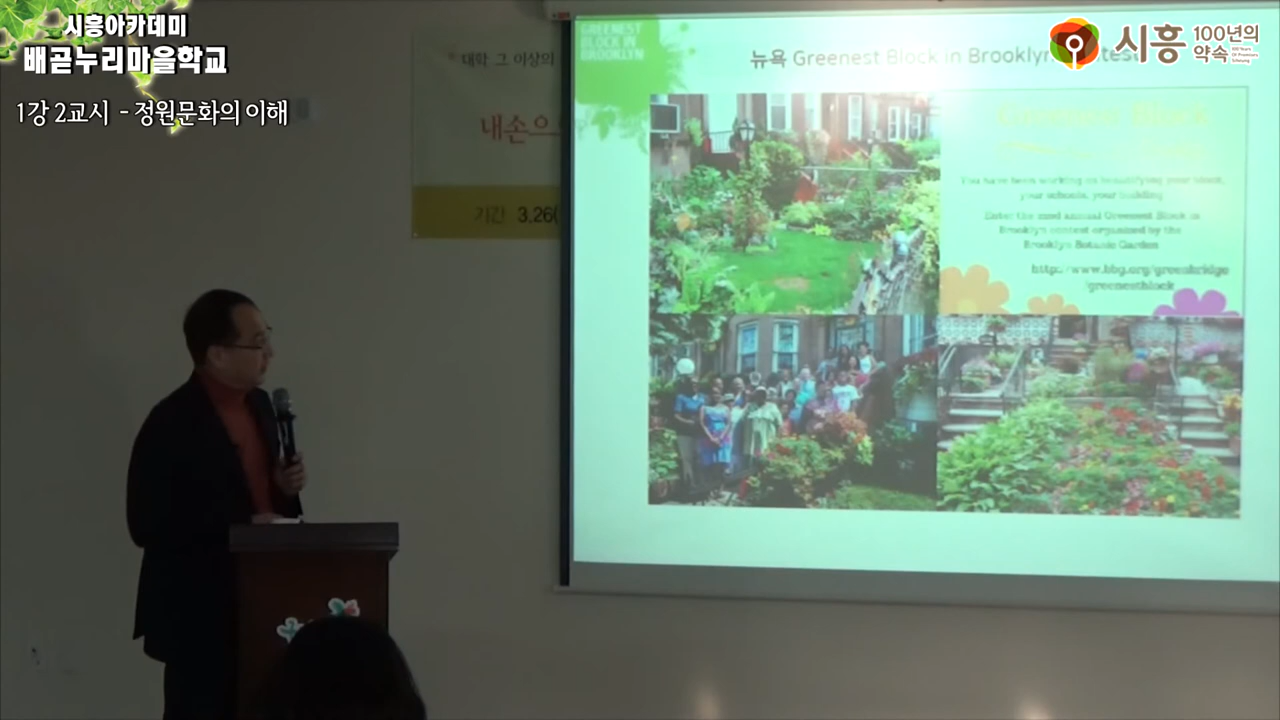 시흥아카데미
배곧누리마을학교
1강 2교시 - 정원문화의 이해
시흥 100년의 약속
대학 그 이상의
내손으
기간 3.26(
GREENEST
BLOCK IN
BROOKLYN
뉴욕 Greenest Block in Brooklyn
Greenest Block
You have been working on beautifying your block,
your schools, your building
Enter the annual Greenest Block in
Brooklyn contest organized by the
Brooklyn Botanic Garden
http://www.bbg.org/greenbridge
/greenestblock